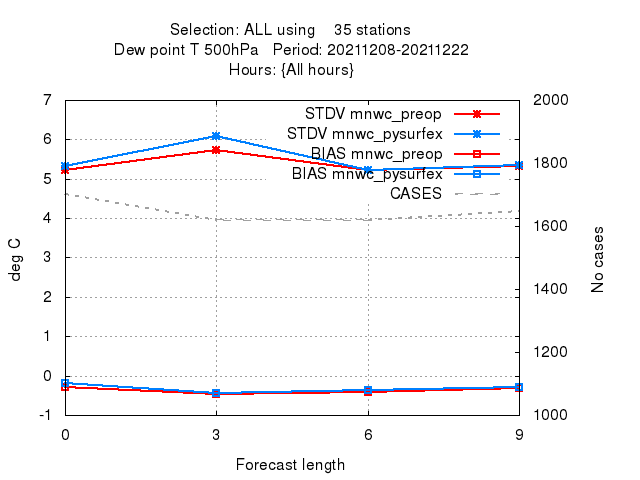 Selection: ALL using    35 stations
Dew point T 500hPa   Period: 20211208-20211222
Hours: {All hours}
7 2000
STDV mnwc_preop
6 STDV mnwc_pysurfex
BIAS mnwc_preop
5 1800
BIAS mnwc_pysurfex
CASES
4 1600
deg C
3
No cases
2 1400
1
1200
0
-1 1000
0 3 6 9
Forecast length